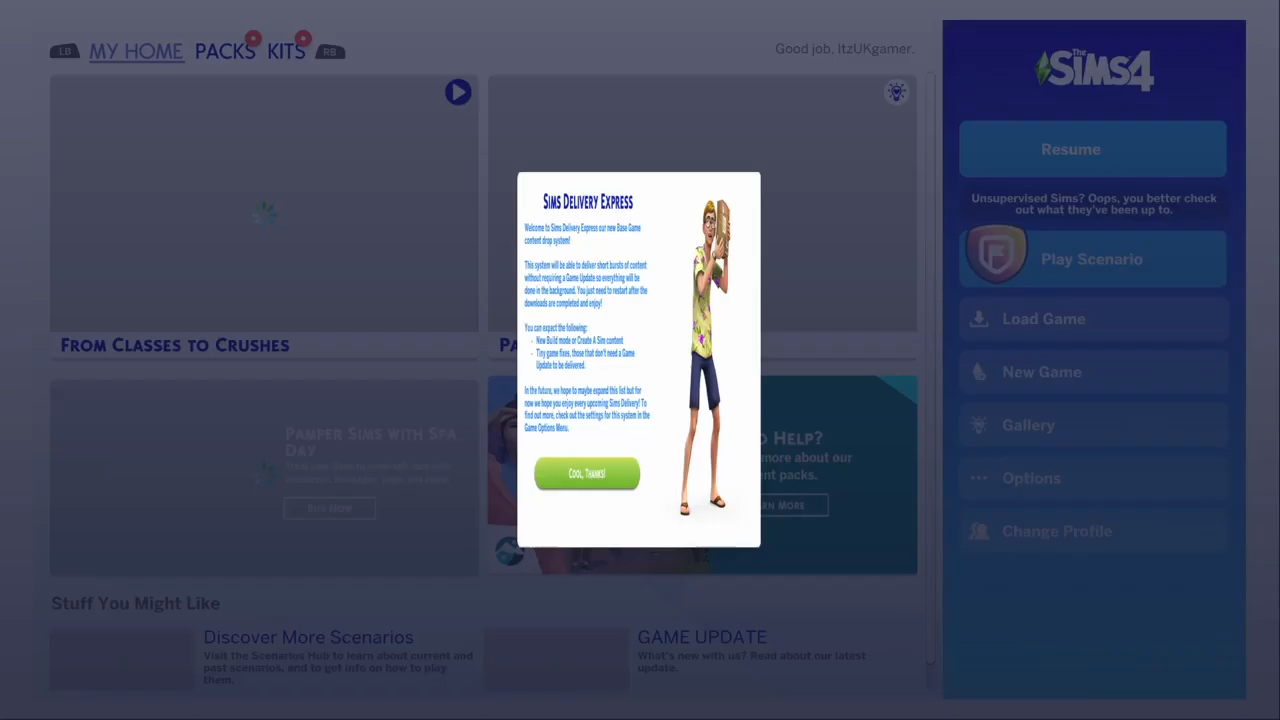 LB MY HOME PACKS KITS RB
Good job, ItzUKgamer.
FROM CLASSES TO CRUSHES
PAMPER SIMS WITH SPA
DAY
BUY NOW
HELP?
more about our
packs.
MORE
Stuff You Might Like
Discover More Scenarios
Visit the Scenarios Hub to learn about current and
past scenarios, and to get info on how to play
them.
GAME UPDATE
What's new with us? Read about our latest
update.
SIMS DELIVERY EXPRESS
Welcome to Sims Delivery Express our new Base Game
content drop system!
This system will be able to deliver short bursts of content
without requiring a Game Update so everything will be
done in the background. You just need to restart after the
downloads are completed and enjoy!
You can expect the following:
- New Build mode or Create A Sim content
- Tiny game fixes, those that don't need a Game
Update to be delivered.
In the future, we hope to maybe expand this list but for
now we hope you enjoy every upcoming Sims Delivery! To
find out more, check out the settings for this system in the
Game Options Menu.
COOL, THANKS!
The SIMS 4
Resume
Unsupervised Sims? Oops, you better check
out what they've been up to.
Play Scenario
Load Game
New Game
Gallery
Options
Change Profile